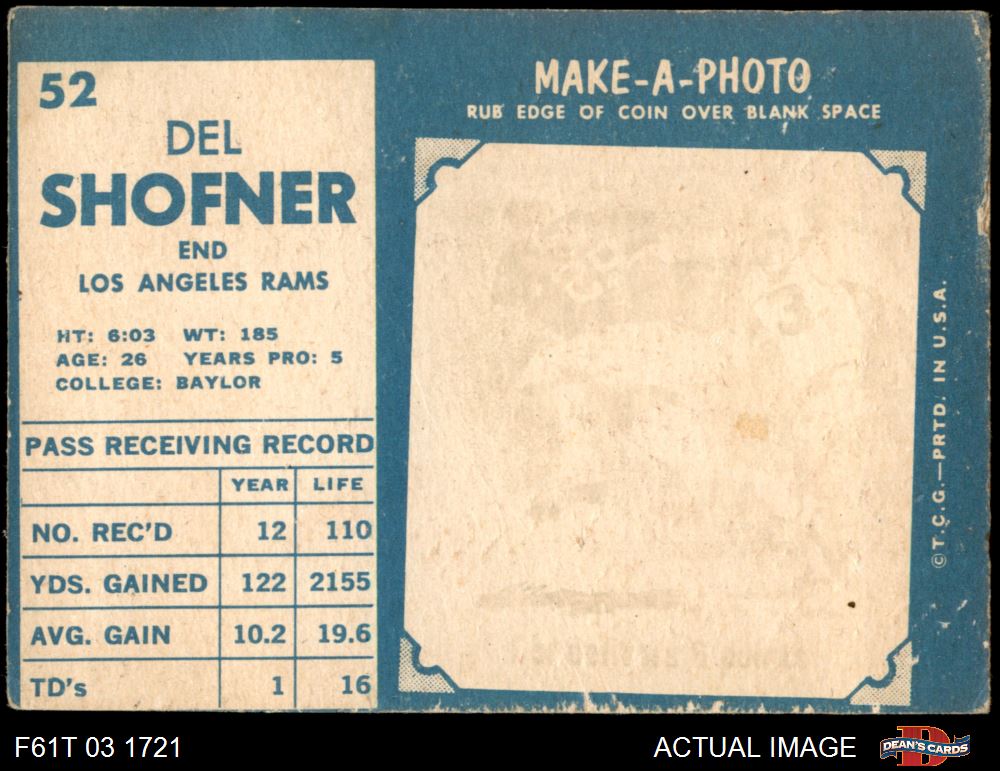 52
DEL
SHOFNER
END
LOS ANGELES RAMS
HT: 6:03 WT: 185
AGE: 26 YEARS PRO: 5
COLLEGE: BAYLOR
PASS RECEIVING RECORD
YEAR LIFE
NO. REC'D 12 110
YDS. GAINED 122 2155
AVG. GAIN 10.2 19.6
TD's 1 16
MAKE-A-PHOTO
RUB EDGE OF COIN OVER BLANK SPACE
©T.C.G.—PRTD. IN U.S.A.
F61T 03 1721
ACTUAL IMAGE
D
DEAN'S CARDS